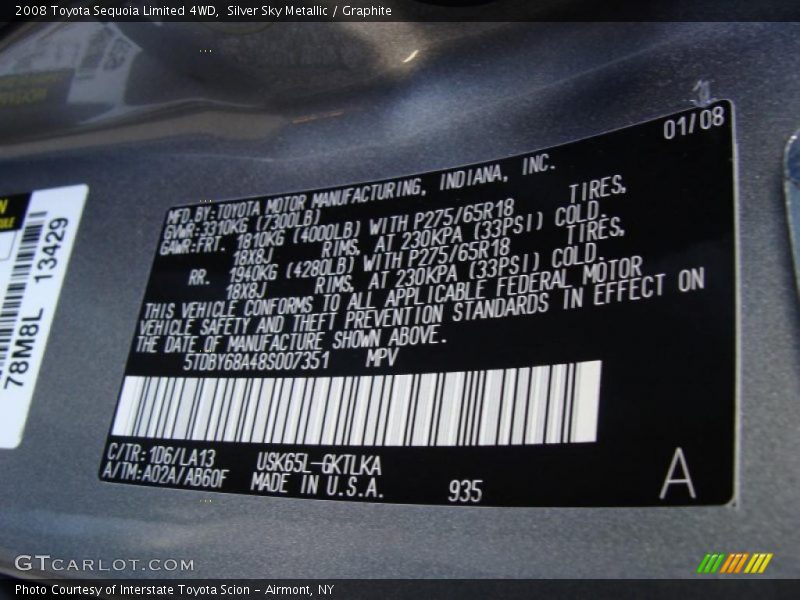 2008 Toyota Sequoia Limited 4WD,  Silver Sky Metallic / Graphite
01/08
MFD.BY:TOYOTA MOTOR MANUFACTURING, INDIANA, INC.
GVWR:3310KG (7300LB)
GAWR:FRT. 1810KG (4000LB) WITH P275/65R18 TIRES,
18X8J RIMS, AT 230KPA (33PSI) COLD.
RR. 1940KG (4280LB) WITH P275/65R18 TIRES,
18X8J RIMS, AT 230KPA (33PSI) COLD.
THIS VEHICLE CONFORMS TO ALL APPLICABLE FEDERAL MOTOR
VEHICLE SAFETY AND THEFT PREVENTION STANDARDS IN EFFECT ON
THE DATE OF MANUFACTURE SHOWN ABOVE.
5TDBY68A48S007351 MPV
C/TR:1D6/LA13 USK65L-GKTLKA
A/TM:A02A/AB60F MADE IN U.S.A. 935 A
78M8L 13429
GTCARLOT.COM
Photo Courtesy of Interstate Toyota Scion - Airmont, NY